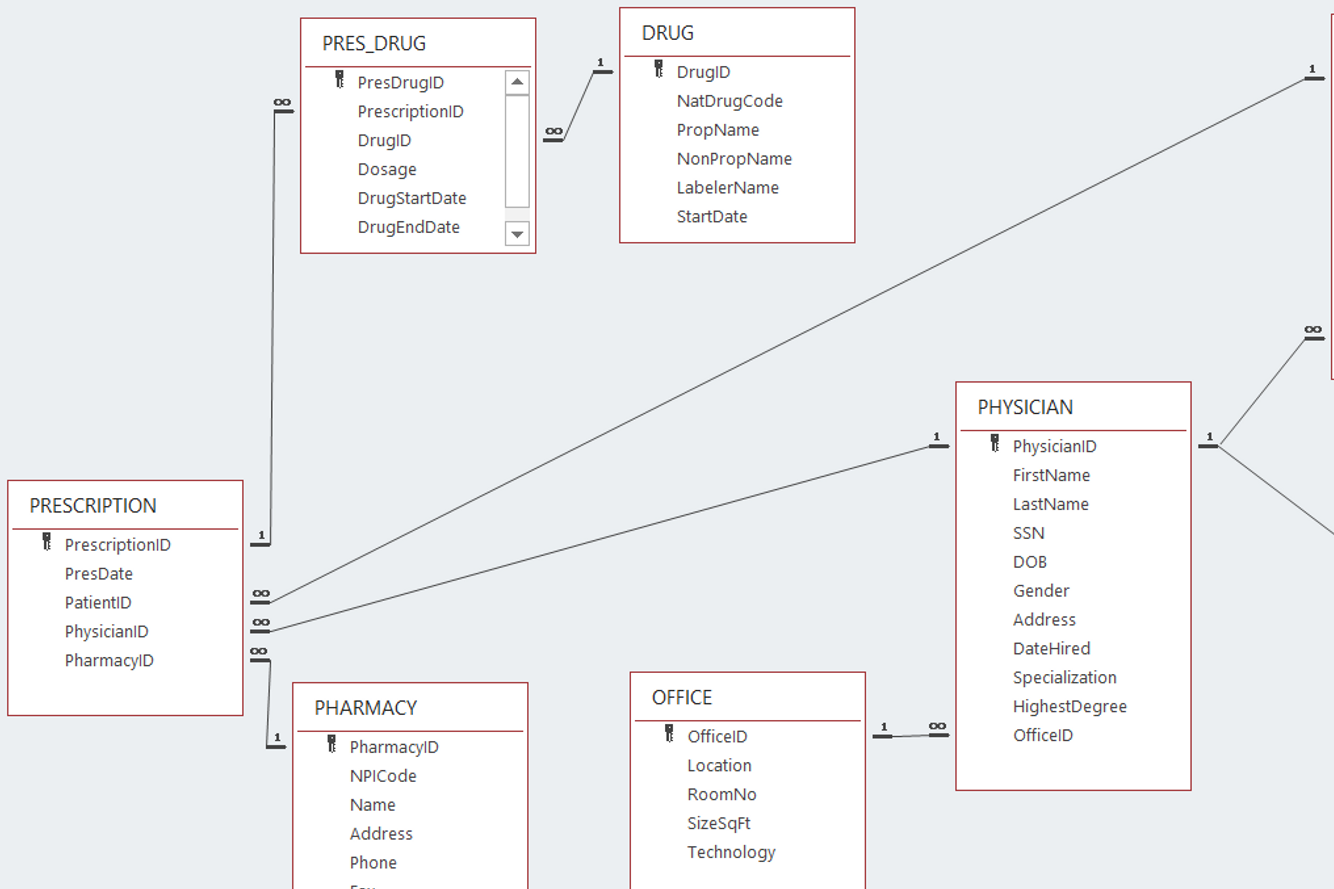 PRES_DRUG
PresDrugID
PrescriptionID
DrugID
Dosage
DrugStartDate
DrugEndDate
∞
∞
1
DRUG
DrugID
NatDrugCode
PropName
NonPropName
LabelerName
StartDate
1
∞
PHYSICIAN
PhysicianID
FirstName
LastName
SSN
DOB
Gender
Address
DateHired
Specialization
HighestDegree
OfficeID
1
1
∞
PRESCRIPTION
PrescriptionID
PresDate
PatientID
PhysicianID
PharmacyID
1
∞
∞
∞
PHARMACY
PharmacyID
NPICode
Name
Address
Phone
1
OFFICE
OfficeID
Location
RoomNo
SizeSqFt
Technology
1